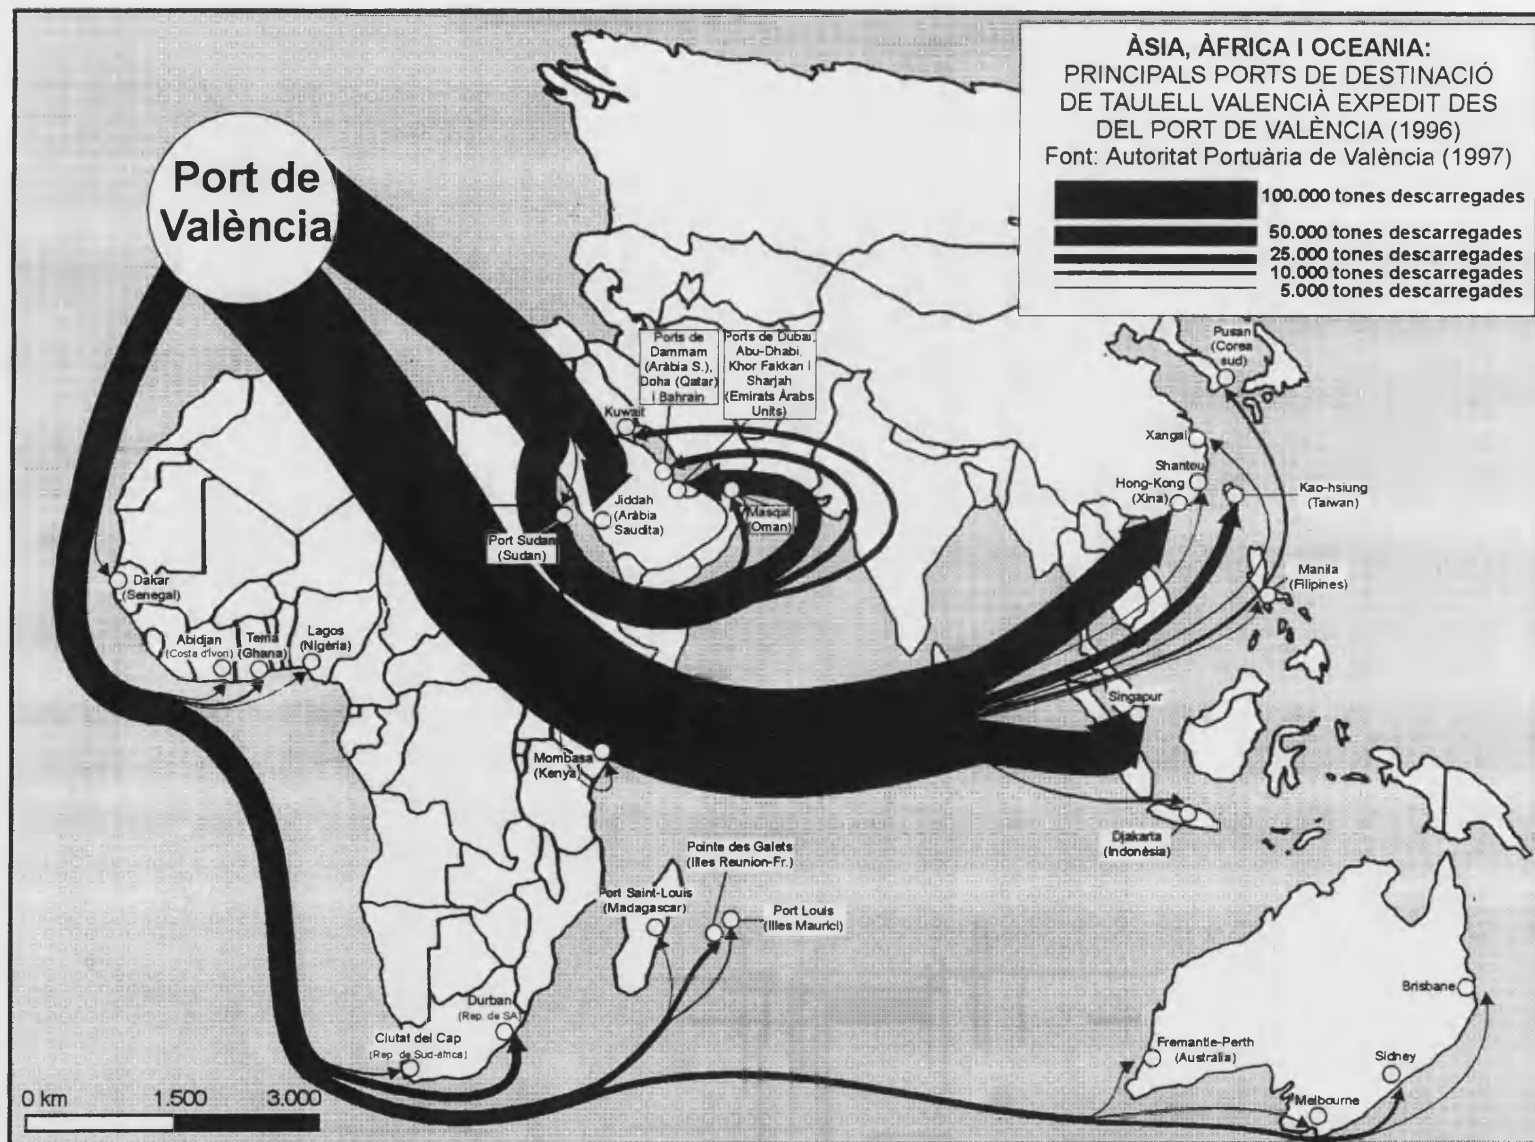 ÀSIA, ÀFRICA I OCEANIA:
PRINCIPALS PORTS DE DESTINACIÓ
DE TAULELL VALENCIÀ EXPEDIT DES
DEL PORT DE VALÈNCIA (1996)
Font: Autoritat Portuària de València (1997)
100.000 tones descarregades
50.000 tones descarregades
25.000 tones descarregades
10.000 tones descarregades
5.000 tones descarregades
Port de
València
Ports de
Dammam
(Aràbia S.),
Doha (Qatar)
i Bahrain
Ports de Dubai,
Abu-Dhabi,
Khor Fakkan i
Sharjah
(Emirats Àrabs
Units)
Pusan
(Corea
sud)
Kuwait
Xangai
Shantou
Hong-Kong
(Xina)
Kao-hsiung
(Taiwan)
Jiddah
(Aràbia
Saudita)
Masqat
(Oman)
Port Sudan
(Sudan)
Manila
(Filipines)
Dakar
(Senegal)
Abidjan
(Costa d'Ivori)
Tema
(Ghana)
Lagos
(Nigèria)
Singapur
Mombasa
(Kenya)
Djakarta
(Indonèsia)
Pointe des Galets
(Illes Reunion-Fr.)
Port Saint-Louis
(Madagascar)
Port Louis
(Illes Maurici)
Durban
(Rep. de SA)
Ciutat del Cap
(Rep. de Sud-àfrica)
Brisbane
Fremantle-Perth
(Australia)
Sidney
Melbourne
0 km 1.500 3.000